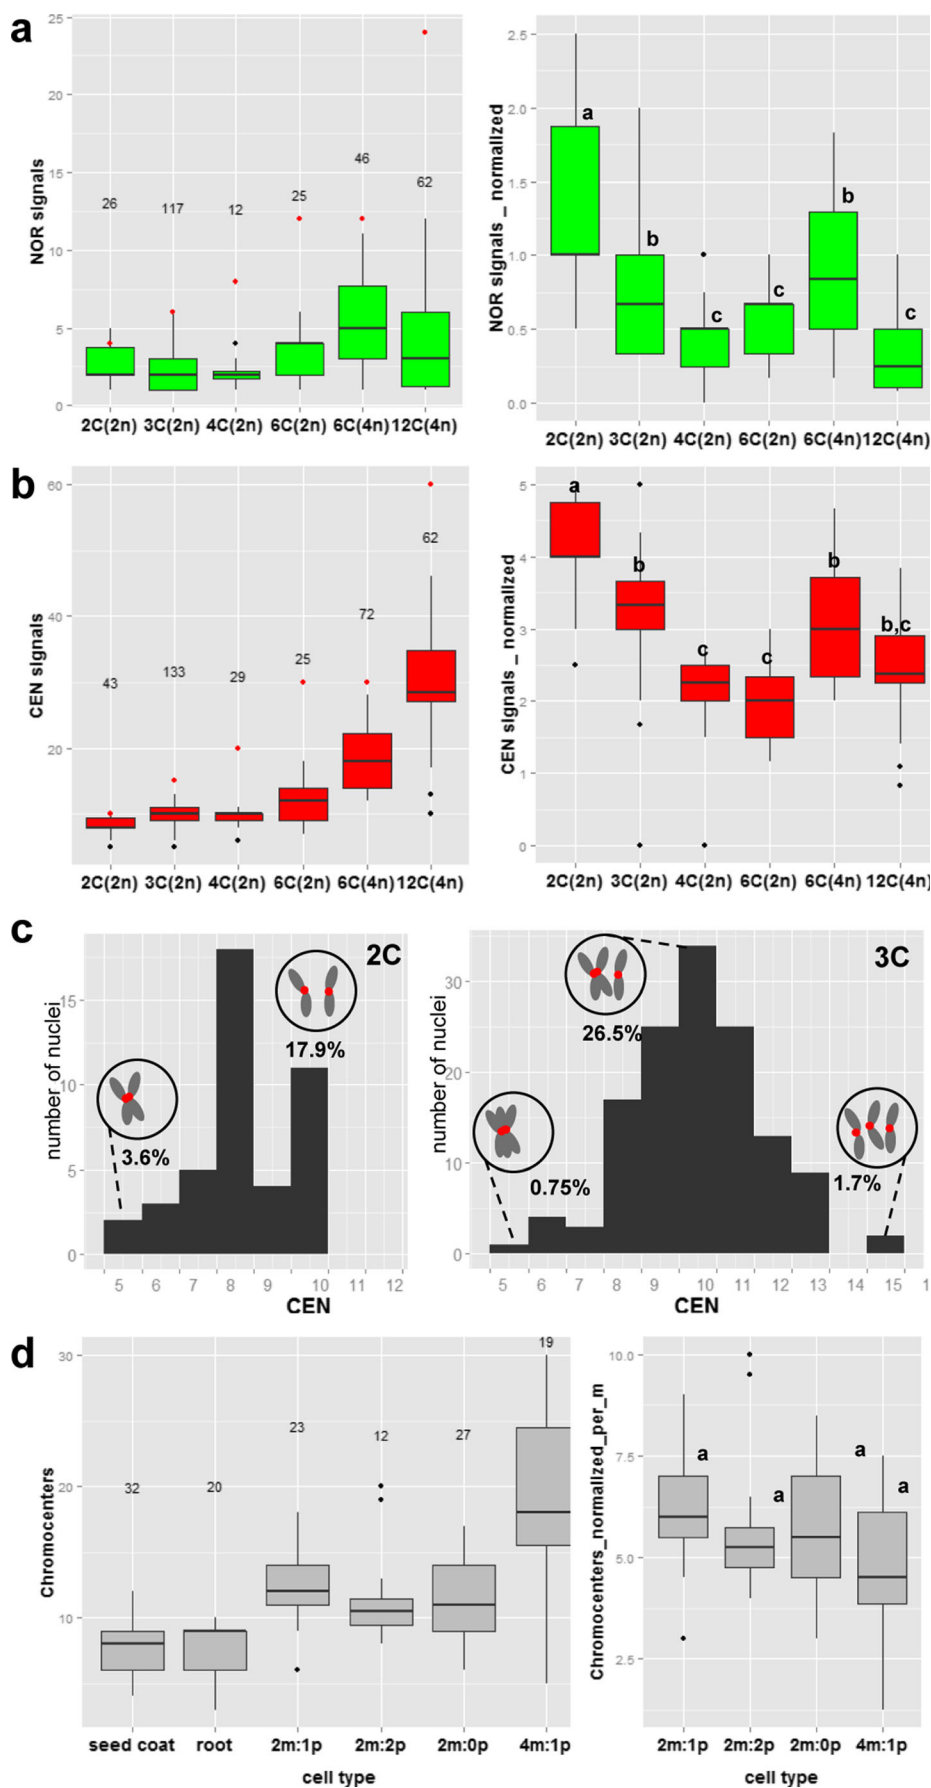 a
25
20
15
10
5
0
NOR signals
26
117
12
25
46
62
2C(2n) 3C(2n) 4C(2n) 6C(2n) 6C(4n) 12C(4n)
2.5
2.0
1.5
1.0
0.5
0.0
NOR signals _ normalized
a
b
c
c
b
c
2C(2n) 3C(2n) 4C(2n) 6C(2n) 6C(4n) 12C(4n)
b
60
40
20
CEN signals
43
133
29
25
72
62
2C(2n) 3C(2n) 4C(2n) 6C(2n) 6C(4n) 12C(4n)
5
4
3
2
1
0
CEN signals _ normalized
a
b
c
c
b
b,c
2C(2n) 3C(2n) 4C(2n) 6C(2n) 6C(4n) 12C(4n)
c
2C
15
10
5
0
number of nuclei
3.6%
17.9%
5 6 7 8 9 10 11 12
CEN
3C
30
20
10
0
number of nuclei
0.75%
26.5%
1.7%
5 6 7 8 9 10 11 12 13 14 15 1
CEN
d
30
20
10
Chromocenters
32
20
23
12
27
19
seed coat root 2m:1p 2m:2p 2m:0p 4m:1p
cell type
10.0
7.5
5.0
2.5
Chromocenters_normalized_per_m
a
a
a
a
2m:1p 2m:2p 2m:0p 4m:1p
cell type